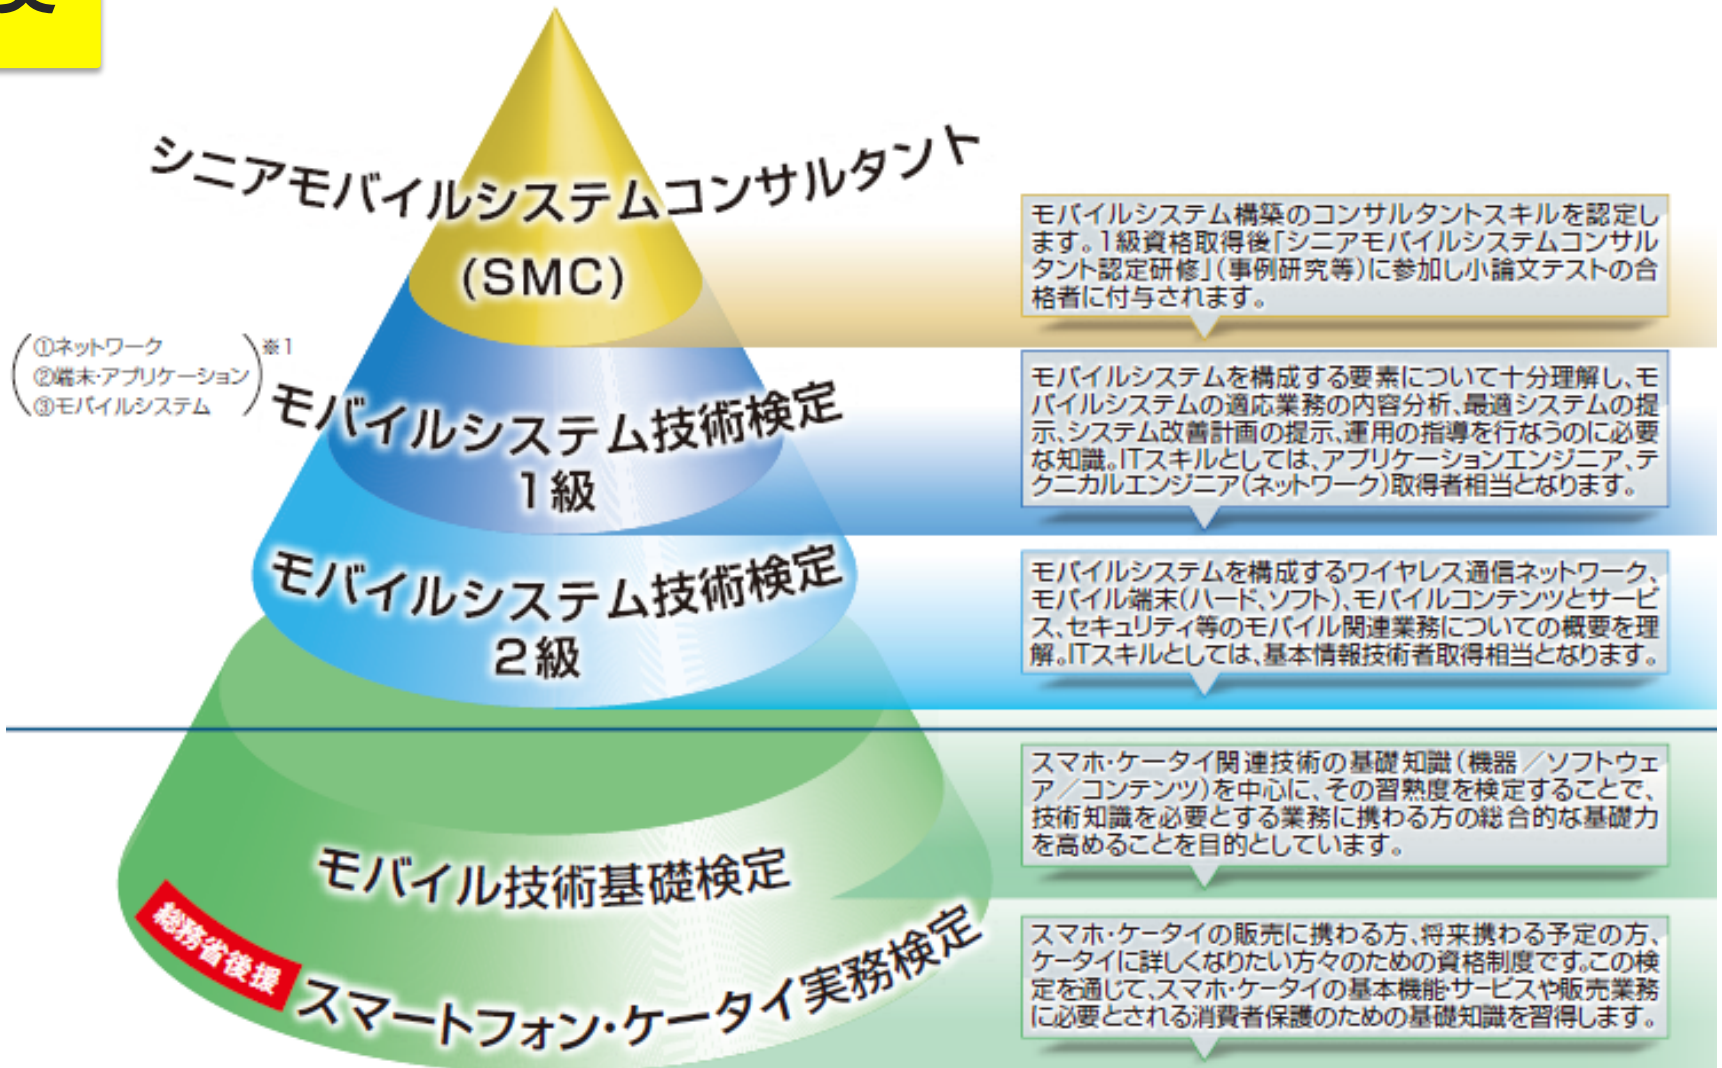 シニアモバイルシステムコンサルタント
(SMC)
モバイルシステム構築のコンサルタントスキルを認定し
ます。1級資格取得後「シニアモバイルシステムコンサル
タント認定研修」(事例研究等)に参加し小論文テストの合
格者に付与されます。
①ネットワーク
②端末・アプリケーション
③モバイルシステム
※1
モバイルシステム技術検定
1級
モバイルシステムを構成する要素について十分理解し、モ
バイルシステムの適応業務の内容分析、最適システムの提
示、システム改善計画の提示、運用の指導を行なうのに必要
な知識。ITスキルとしては、アプリケーションエンジニア、テ
クニカルエンジニア(ネットワーク)取得者相当となります。
モバイルシステム技術検定
2級
モバイルシステムを構成するワイヤレス通信ネットワーク、
モバイル端末(ハード、ソフト)、モバイルコンテンツとサービ
ス、セキュリティ等のモバイル関連業務についての概要を理
解。ITスキルとしては、基本情報技術者取得相当となります。
モバイル技術基礎検定
スマホ・ケータイ関連技術の基礎知識(機器/ソフトウェ
ア/コンテンツ)を中心に、その習熟度を検定することで、
技術知識を必要とする業務に携わる方の総合的な基礎力
を高めることを目的としています。
総務省後援
スマートフォン・ケータイ実務検定
スマホ・ケータイの販売に携わる方、将来携わる予定の方、
ケータイに詳しくなりたい方々のための資格制度です。この検
定を通じて、スマホ・ケータイの基本機能・サービスや販売業務
に必要とされる消費者保護のための基礎知識を習得します。